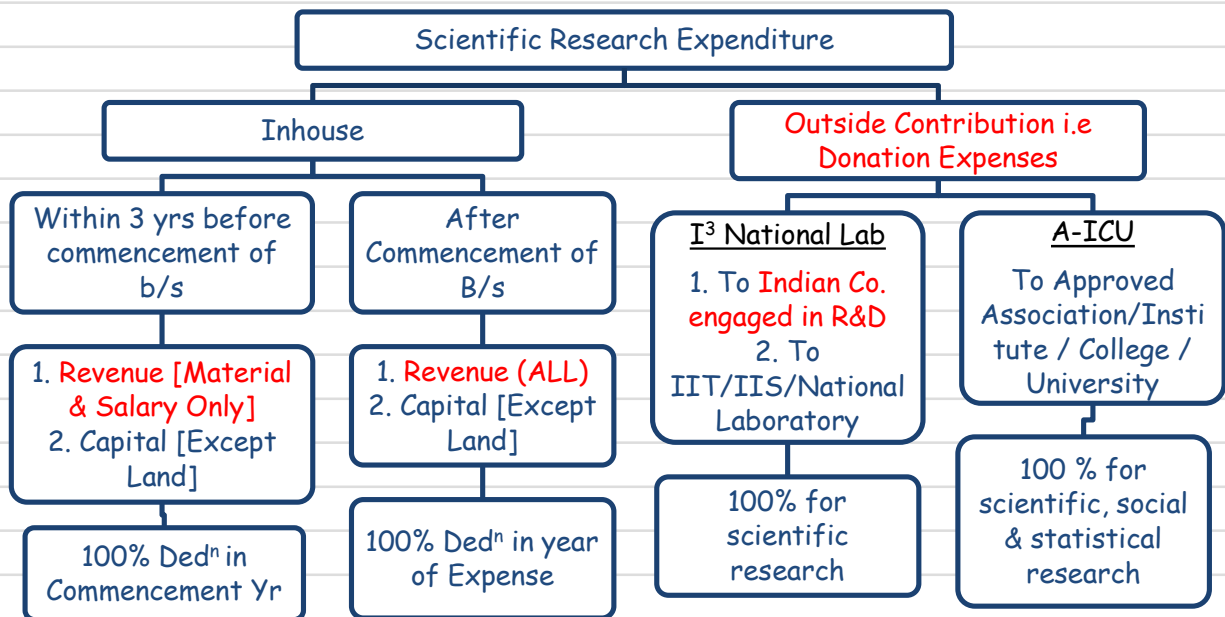 Scientific Research Expenditure
Inhouse
Outside Contribution i.e
Donation Expenses
Within 3 yrs before
commencement of
b/s
After
Commencement of
B/s
I³ National Lab
1. To Indian Co.
engaged in R&D
2. To
IIT/IIS/National
Laboratory
A-ICU
To Approved
Association/Insti
tute / College /
University
1. Revenue [Material
& Salary Only]
2. Capital [Except
Land]
1. Revenue (ALL)
2. Capital [Except
Land]
100% Dedⁿ in
Commencement Yr
100% Dedⁿ in year
of Expense
100% for
scientific
research
100 % for
scientific, social
& statistical
research